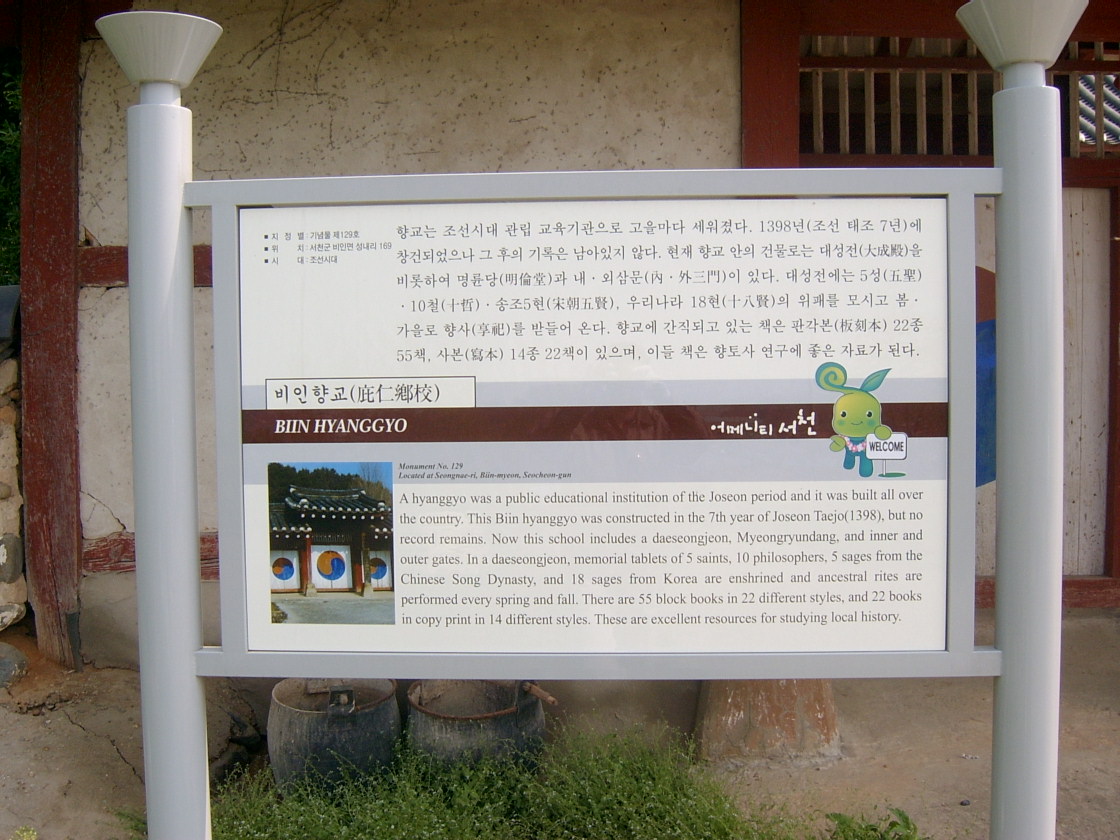 ■ 지 정 별 : 기념물 제129호
■ 위 치 : 서천군 비인면 성내리 169
■ 시 대 : 조선시대
향교는 조선시대 관립 교육기관으로 고을마다 세워졌다. 1398년(조선 태조 7년)에
창건되었으나 그 후의 기록은 남아있지 않다. 현재 향교 안의 건물로는 대성전(大成殿)을
비롯하여 명륜당(明倫堂)과 내 · 외삼문(內 · 外三門)이 있다. 대성전에는 5성(五聖)
· 10철(十哲) · 송조5현(宋朝五賢), 우리나라 18현(十八賢)의 위패를 모시고 봄 ·
가을로 향사(享祀)를 받들어 온다. 향교에 간직되고 있는 책은 판각본(板刻本) 22종
55책, 사본(寫本) 14종 22책이 있으며, 이들 책은 향토사 연구에 좋은 자료가 된다.
비인향교(庇仁鄕校)
BIIN HYANGGYO
어메니티 서천
WELCOME
Monument No. 129
Located at Seongnae-ri, Biin-myeon, Seocheon-gun
A hyanggyo was a public educational institution of the Joseon period and it was built all over
the country. This Biin hyanggyo was constructed in the 7th year of Joseon Taejo(1398), but no
record remains. Now this school includes a daeseongjeon, Myeongryundang, and inner and
outer gates. In a daeseongjeon, memorial tablets of 5 saints, 10 philosophers, 5 sages from the
Chinese Song Dynasty, and 18 sages from Korea are enshrined and ancestral rites are
performed every spring and fall. There are 55 block books in 22 different styles, and 22 books
in copy print in 14 different styles. These are excellent resources for studying local history.